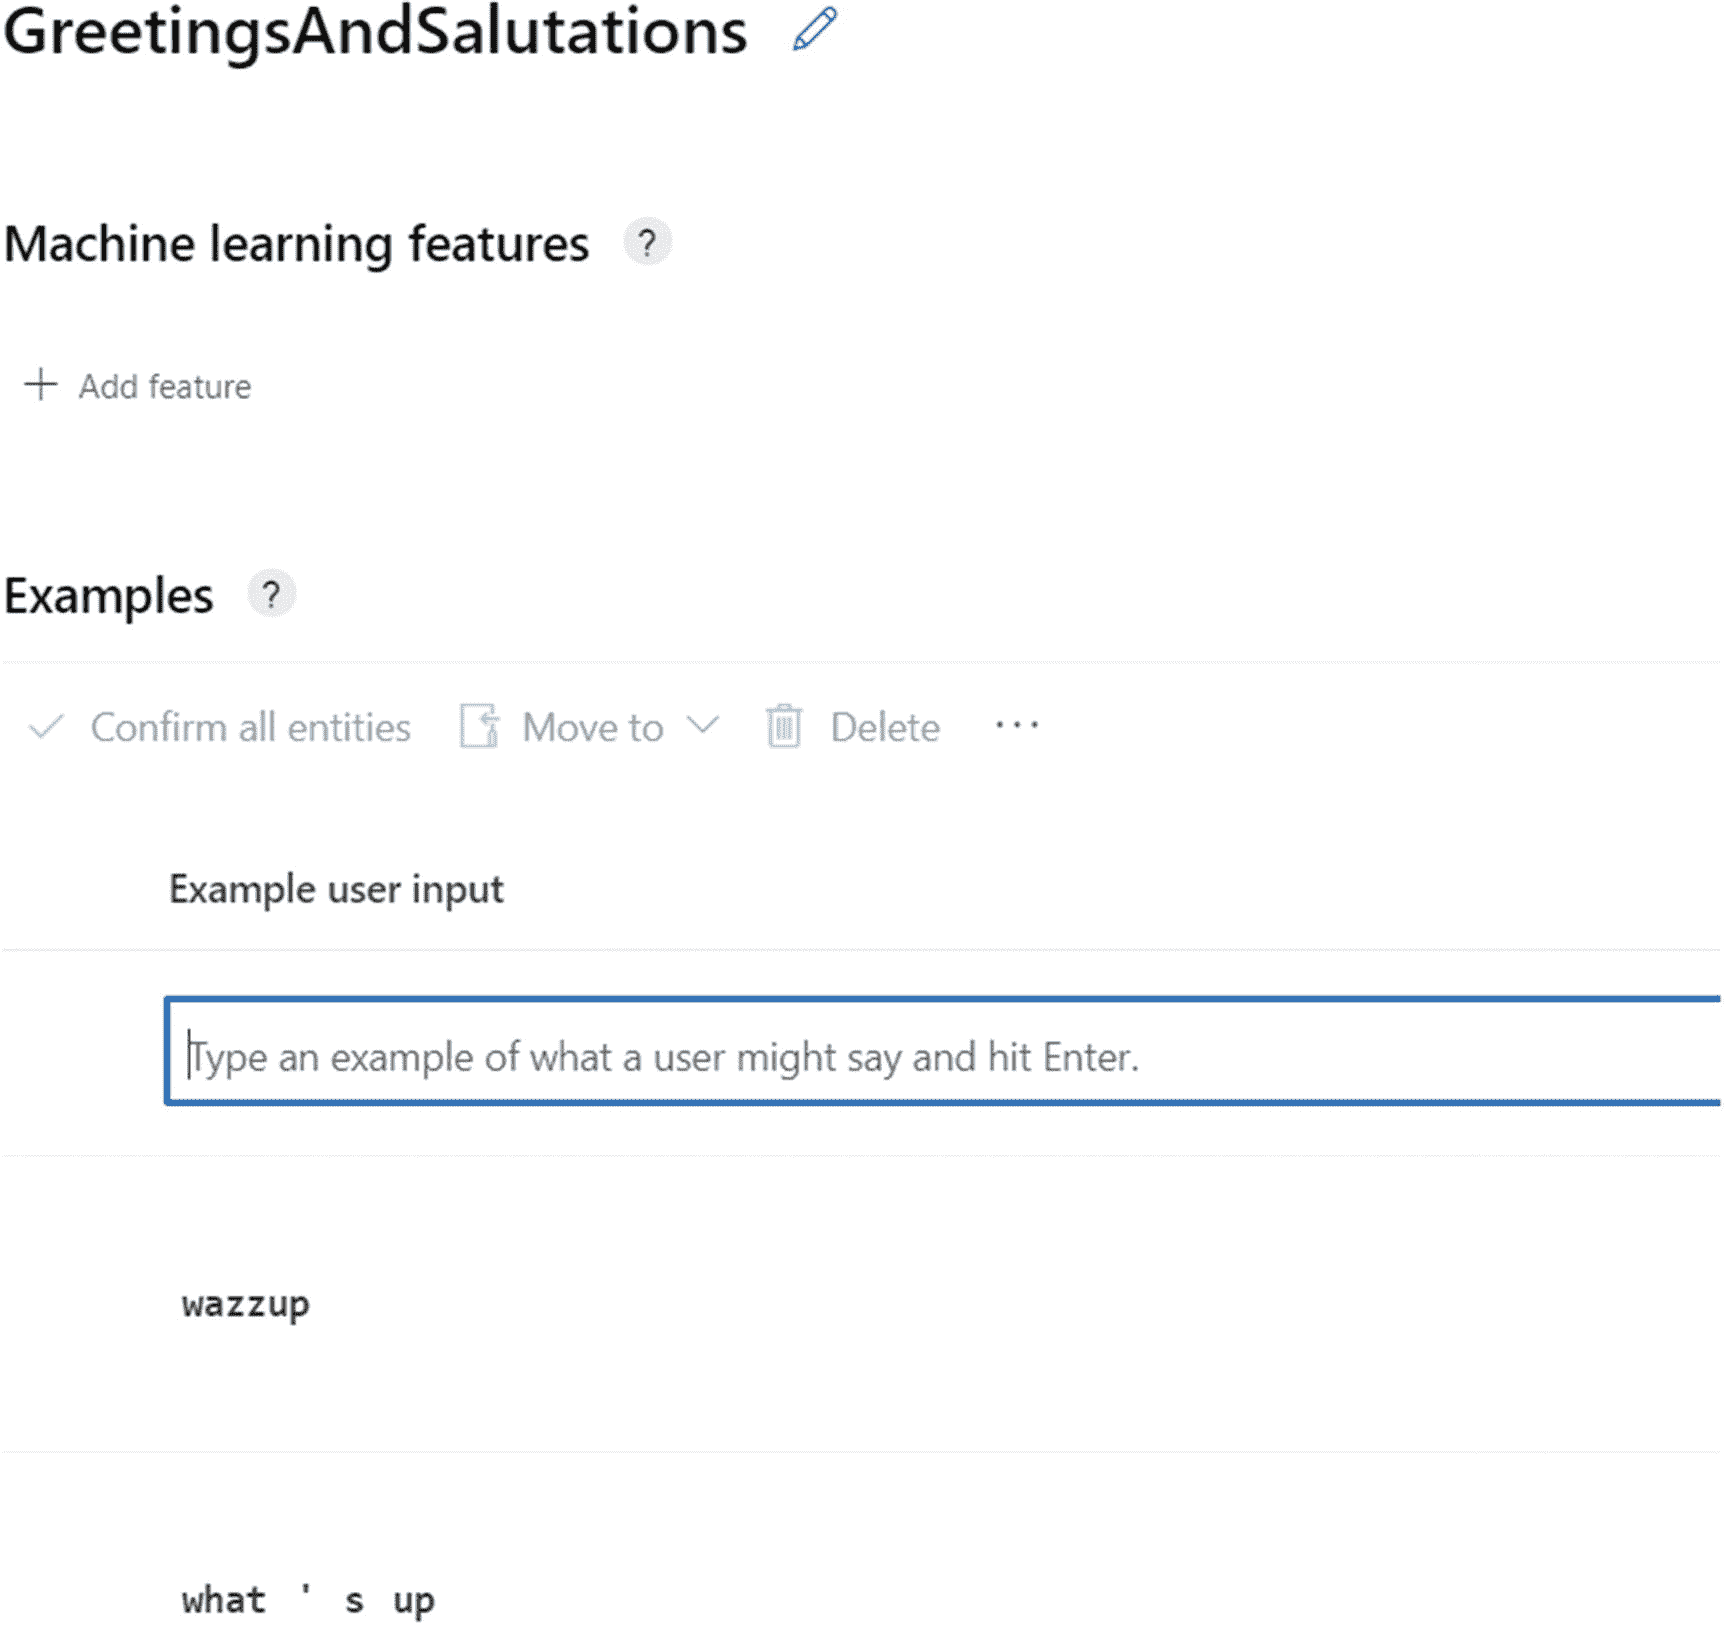 GreetingsAndSalutations
Machine learning features ?
+ Add feature
Examples ?
Confirm all entities Move to Delete ...
Example user input
Type an example of what a user might say and hit Enter.
wazzup
what ' s up